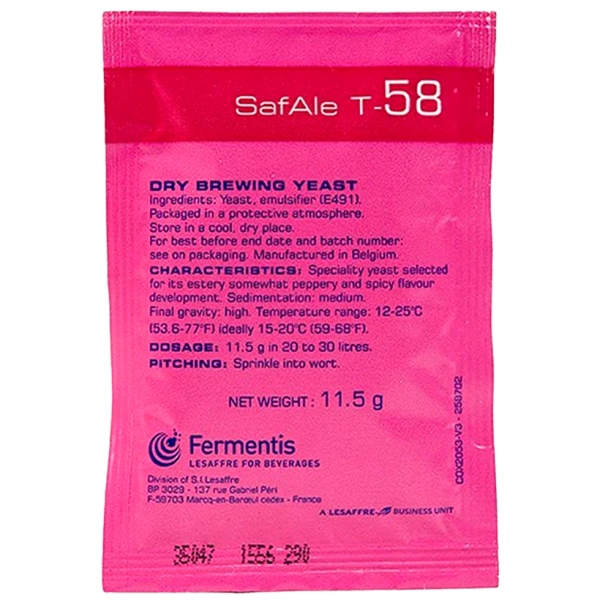 SafAle T-58
DRY BREWING YEAST
Ingredients: Yeast, emulsifier (E491).
Packaged in a protective atmosphere.
Store in a cool, dry place.
For best before end date and batch number:
see on packaging. Manufactured in Belgium.
CHARACTERISTICS: Speciality yeast selected
for its estery somewhat peppery and spicy flavour
development. Sedimentation: medium.
Final gravity: high. Temperature range: 12-25°C
(53.6-77°F) ideally 15-20°C (59-68°F).
DOSAGE: 11.5 g in 20 to 30 litres.
PITCHING: Sprinkle into wort.
NET WEIGHT: 11.5 g
Fermentis
LESAFFRE FOR BEVERAGES
Division of S.I.Lesaffre
BP 3029 - 137 rue Gabriel Péri
F-59703 Marcq-en-Barœul cedex - France
A LESAFFRE BUSINESS UNIT
COX2053-V3 - 258702
35047 1556 290